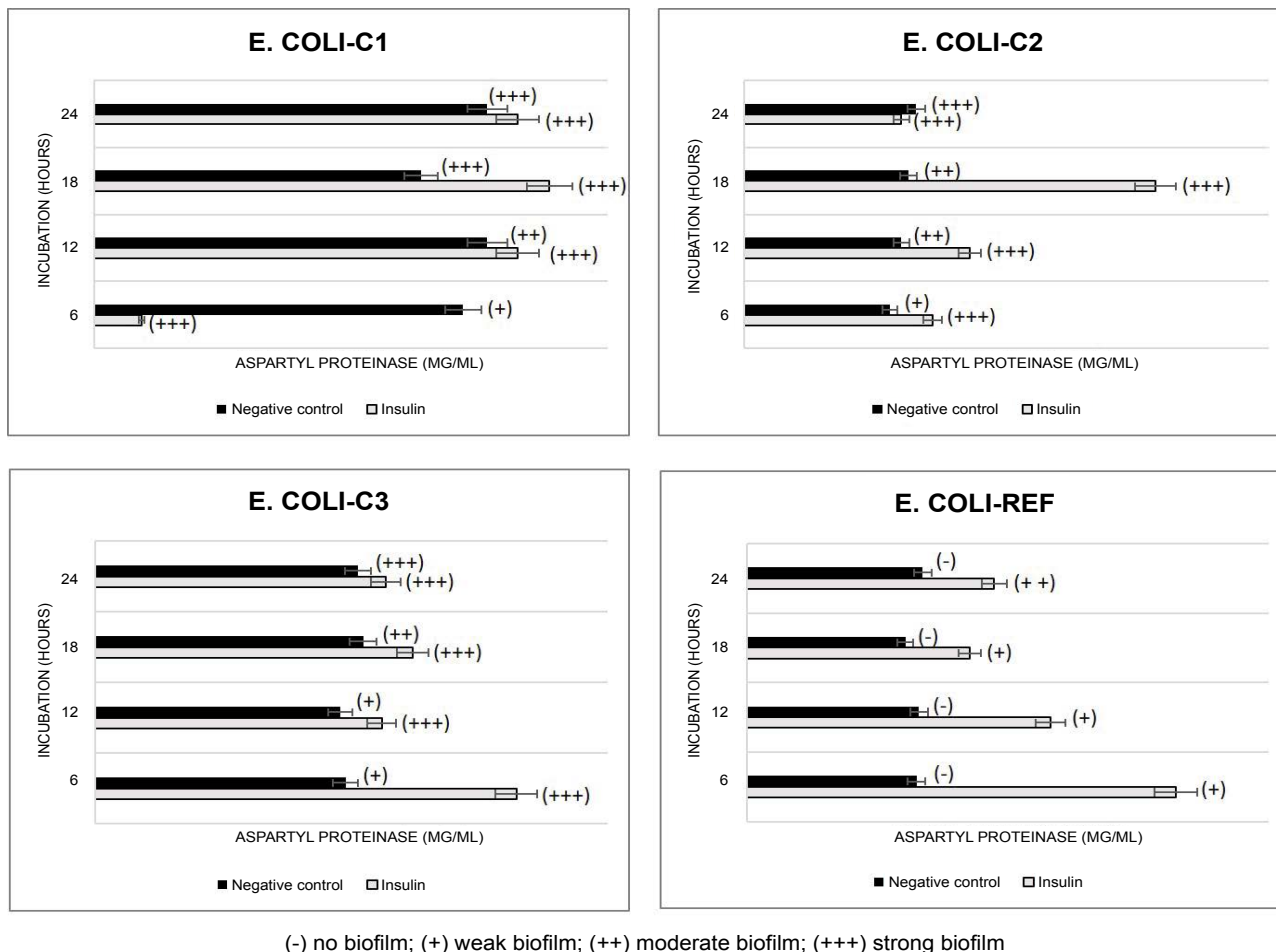 E. COLI-C1
INCUBATION (HOURS)
24
(+++)
(+++)
18
(+++)
(+++)
12
(++)
(+++)
6
(+)
(+++)
ASPARTYL PROTEINASE (MG/ML)
Negative control Insulin
E. COLI-C2
INCUBATION (HOURS)
24
(+++)
(+++)
18
(++)
(+++)
12
(++)
(+++)
6
(+)
(+++)
ASPARTYL PROTEINASE (MG/ML)
Negative control Insulin
E. COLI-C3
INCUBATION (HOURS)
24
(+++)
(+++)
18
(++)
(+++)
12
(+)
(+++)
6
(+)
(+++)
ASPARTYL PROTEINASE (MG/ML)
Negative control Insulin
E. COLI-REF
INCUBATION (HOURS)
24
(-)
(+ +)
18
(-)
(+)
12
(-)
(+)
6
(-)
(+)
ASPARTYL PROTEINASE (MG/ML)
Negative control Insulin
(-) no biofilm; (+) weak biofilm; (++) moderate biofilm; (+++) strong biofilm